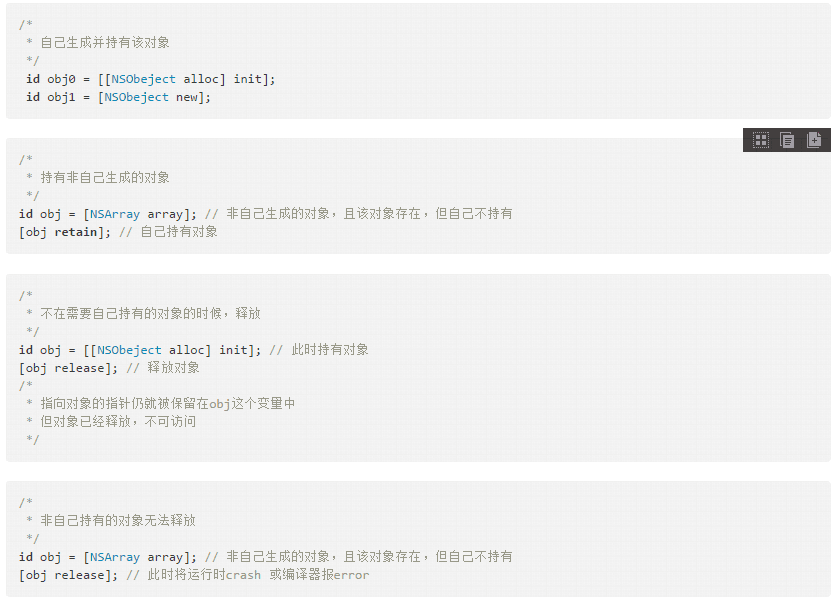 /*
 * 自己生成并持有该对象
 */
 id obj0 = [[NSObeject alloc] init];
 id obj1 = [NSObeject new];
/*
 * 持有非自己生成的对象
 */
id obj = [NSArray array]; // 非自己生成的对象，且该对象存在，但自己不持有
[obj retain]; // 自己持有对象
/*
 * 不在需要自己持有的对象的时候，释放
 */
id obj = [[NSObeject alloc] init]; // 此时持有对象
[obj release]; // 释放对象
/*
 * 指向对象的指针仍就被保留在obj这个变量中
 * 但对象已经释放，不可访问
 */
/*
 * 非自己持有的对象无法释放
 */
id obj = [NSArray array]; // 非自己生成的对象，且该对象存在，但自己不持有
[obj release]; // 此时将运行时crash 或编译器报error